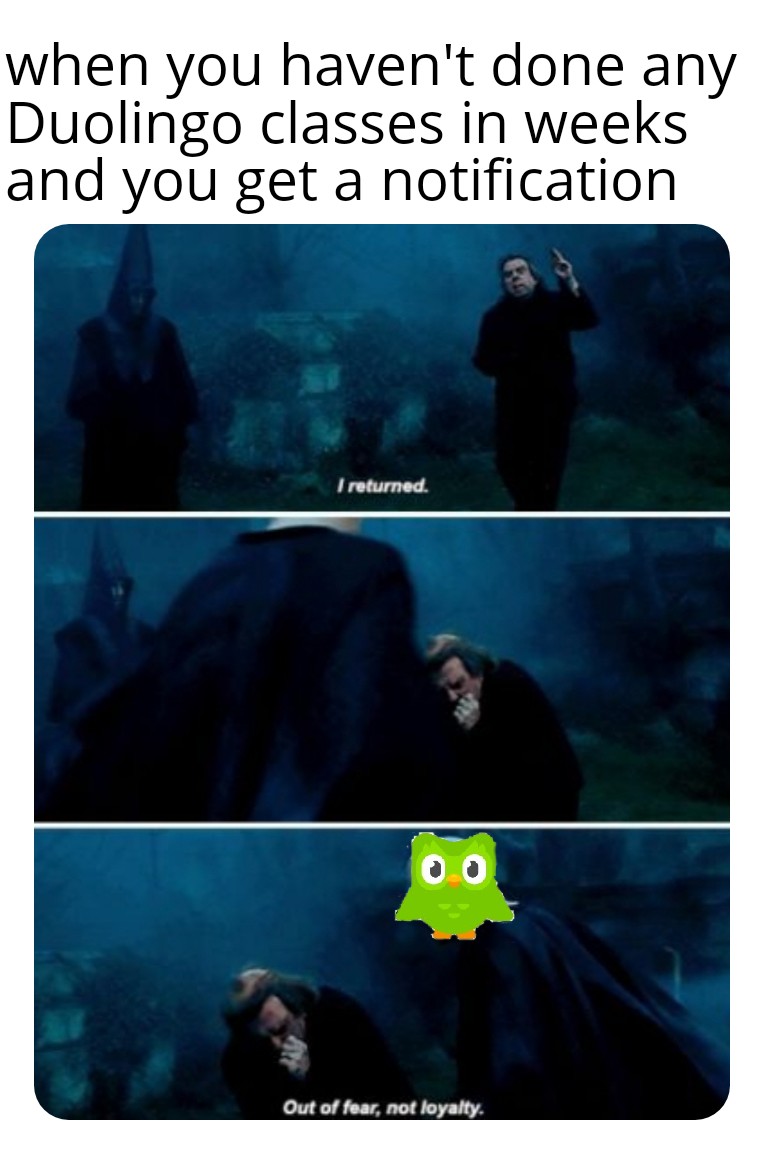 when you haven't done any
Duolingo classes in weeks
and you get a notification
I returned.
Out of fear, not loyalty.